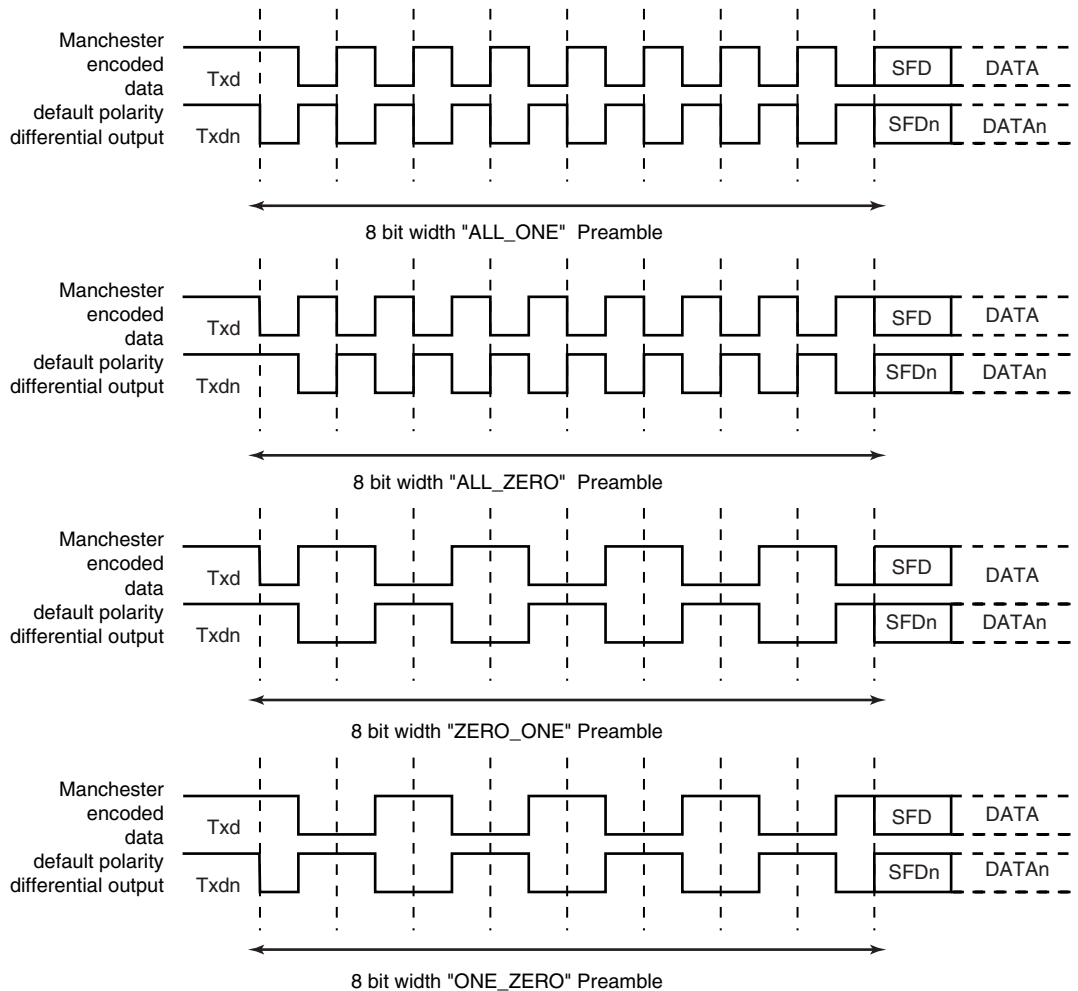 Manchester
encoded
data
Txd
SFD
DATA
default polarity
differential output
Txdn
SFDn
DATAn
8 bit width "ALL_ONE" Preamble
Manchester
encoded
data
Txd
SFD
DATA
default polarity
differential output
Txdn
SFDn
DATAn
8 bit width "ALL_ZERO" Preamble
Manchester
encoded
data
Txd
SFD
DATA
default polarity
differential output
Txdn
SFDn
DATAn
8 bit width "ZERO_ONE" Preamble
Manchester
encoded
data
Txd
SFD
DATA
default polarity
differential output
Txdn
SFDn
DATAn
8 bit width "ONE_ZERO" Preamble